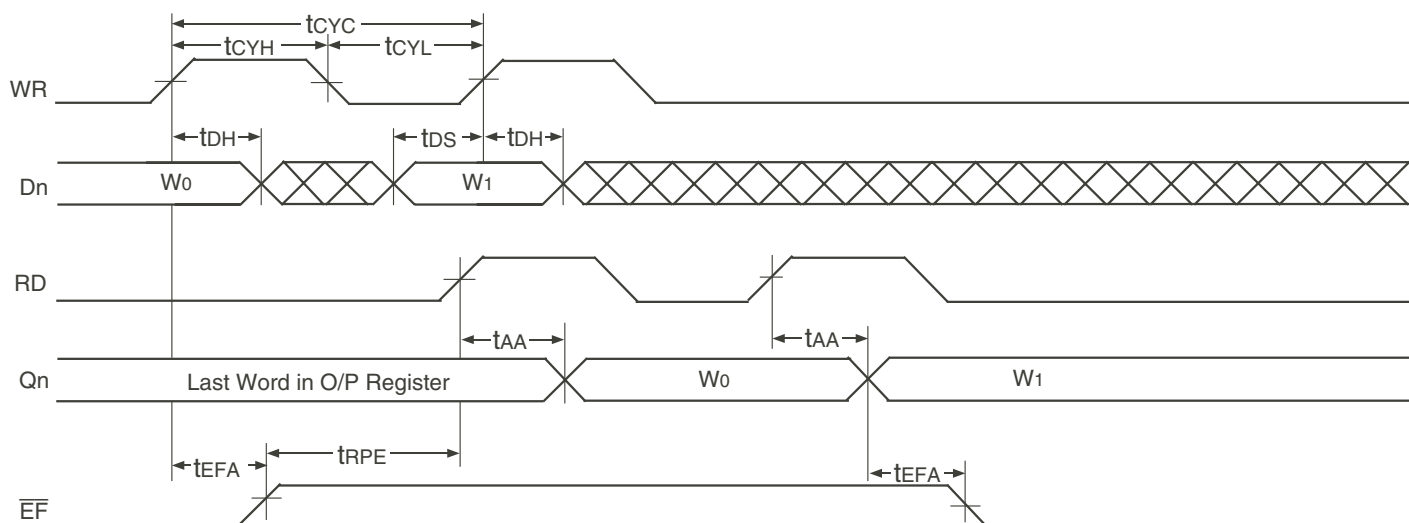 tCYC
tCYH tCYL
WR
tDH tDS tDH
Dn W0 W1
RD
tAA tAA
Qn Last Word in O/P Register W0 W1
tEFA tRPE tEFA
EF